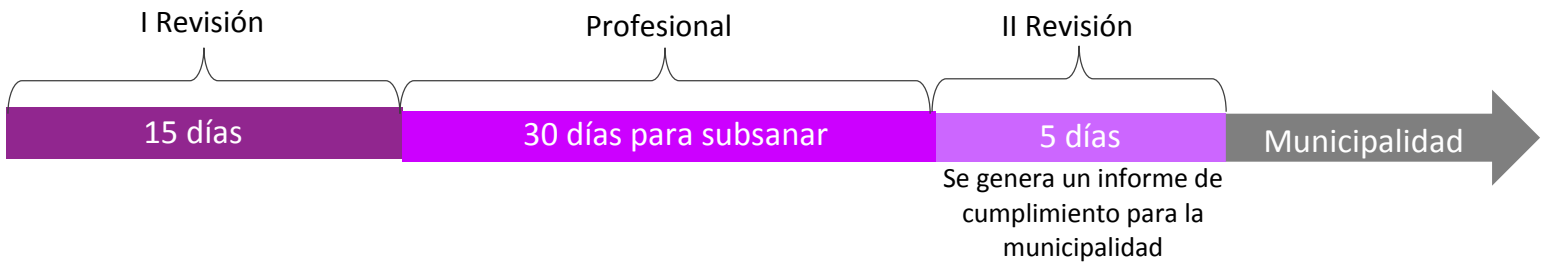 I Revisión
Profesional
II Revisión
15 días
30 días para subsanar
5 días
Municipalidad
Se genera un informe de
cumplimiento para la
municipalidad